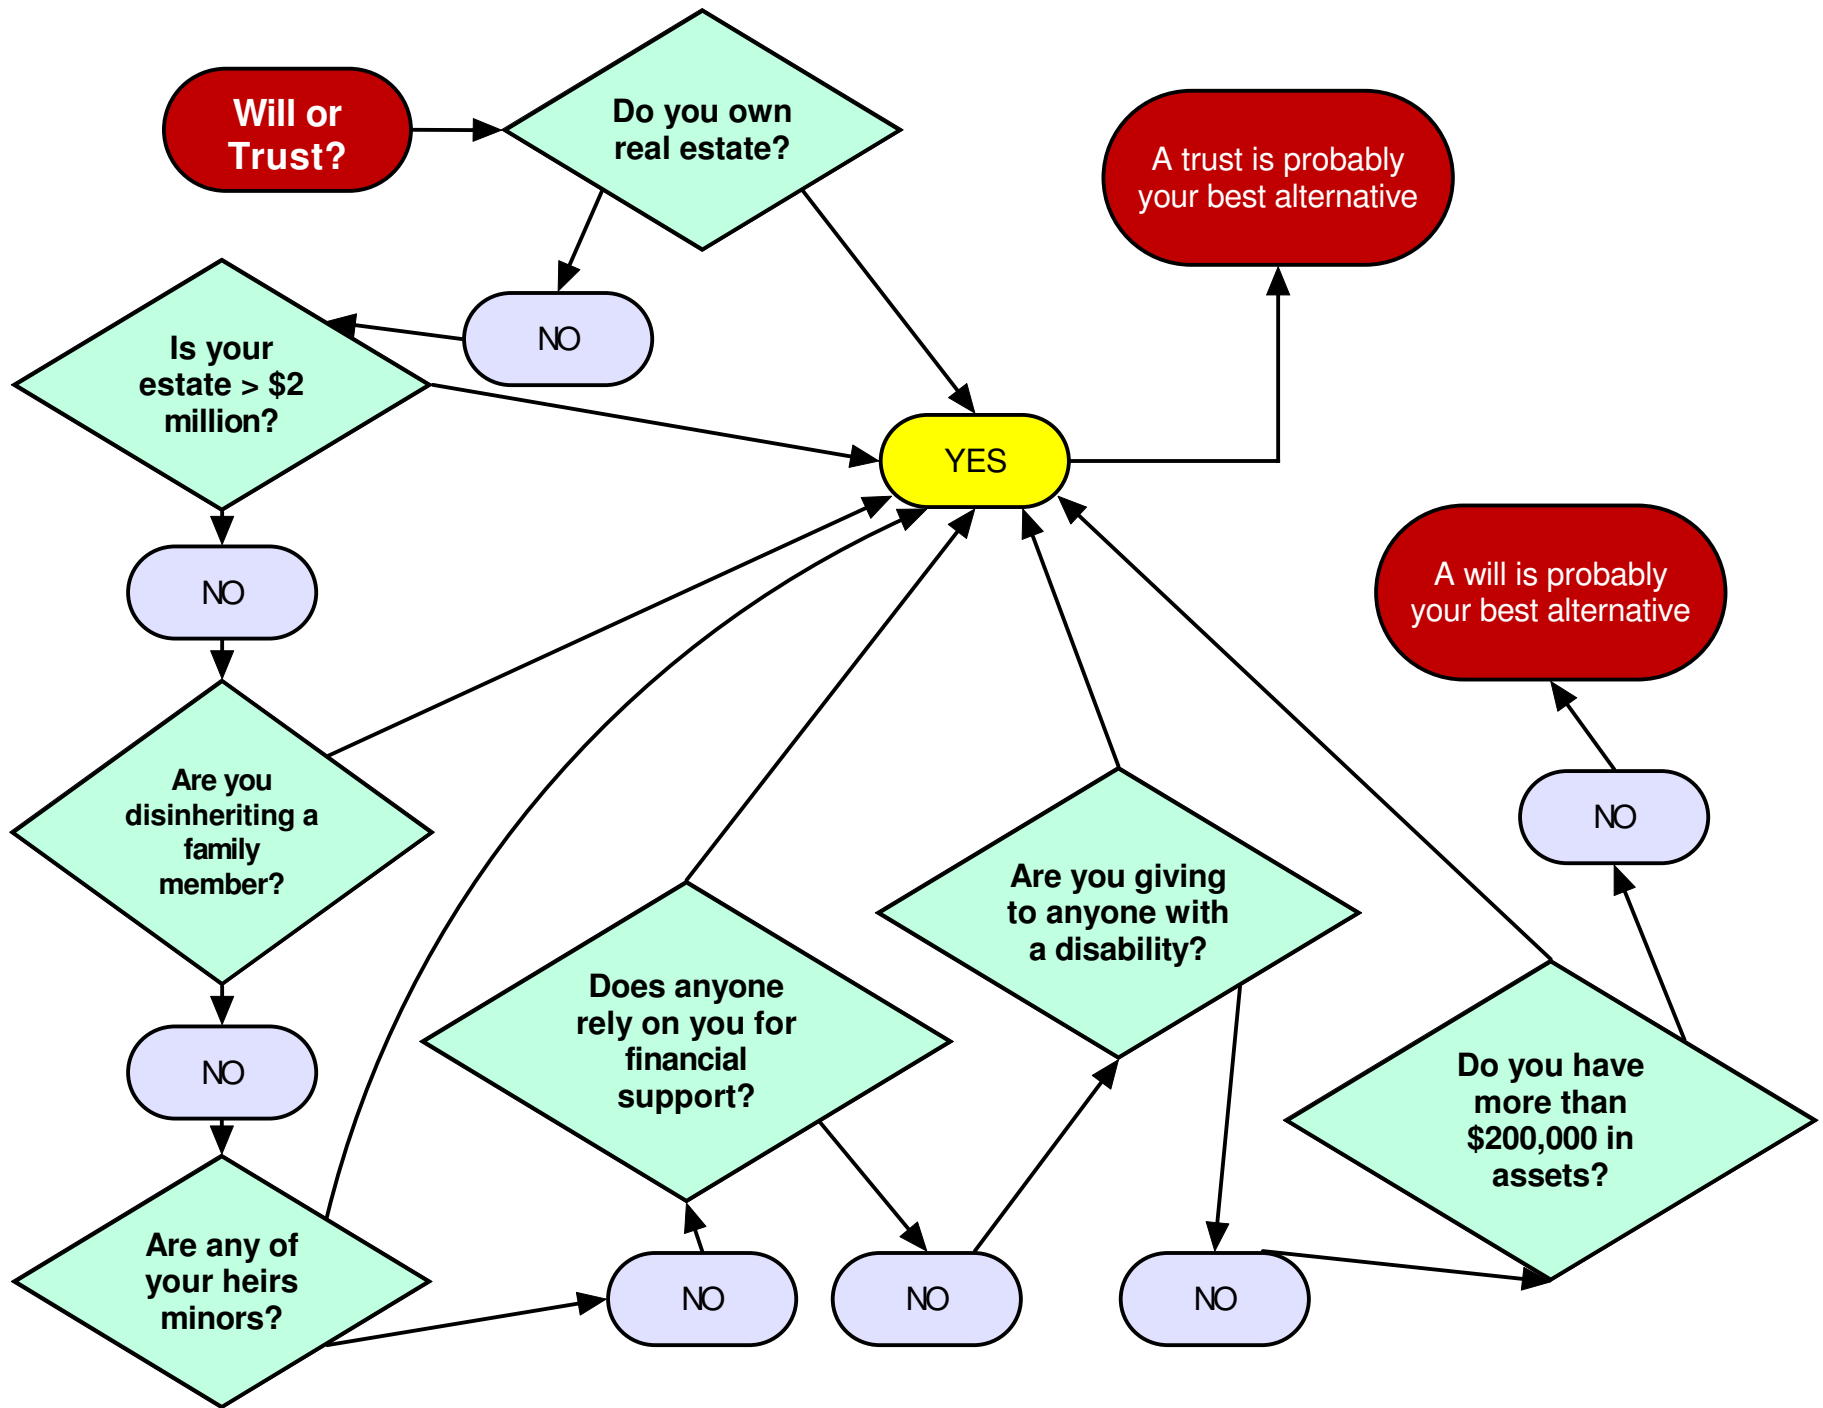 Will or
Trust?
Do you own
real estate?
A trust is probably
your best alternative
NO
Is your
estate > $2
million?
YES
NO
A will is probably
your best alternative
Are you
disinheriting a
family
member?
NO
Are you giving
to anyone with
a disability?
Does anyone
rely on you for
financial
support?
NO
Do you have
more than
$200,000 in
assets?
Are any of
your heirs
minors?
NO
NO
NO